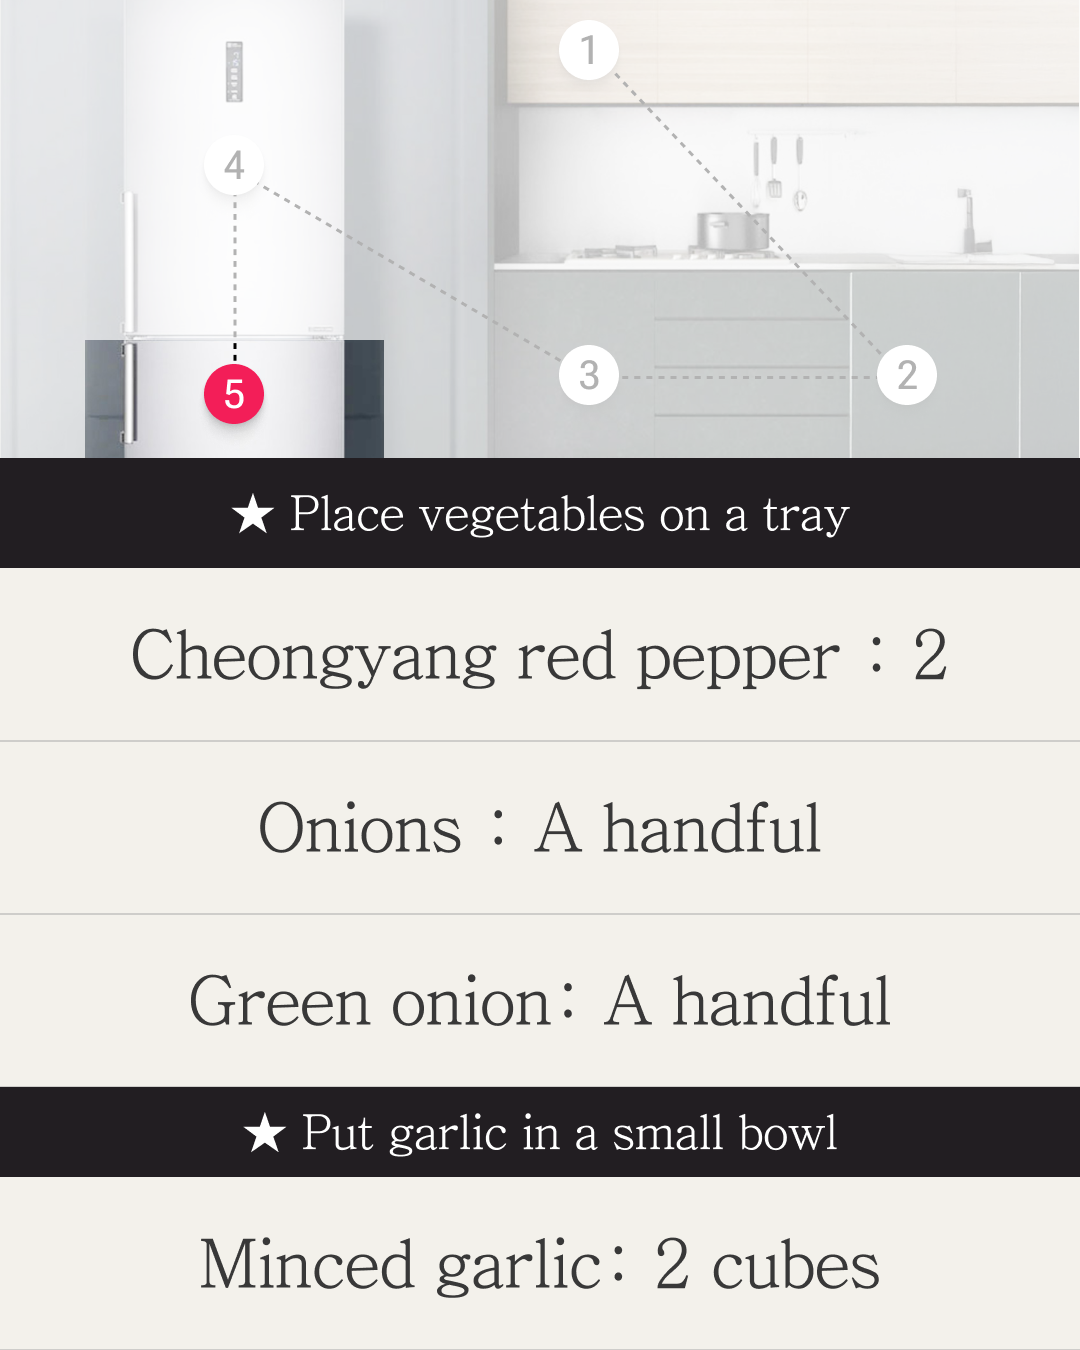 1
4
3
2
5
★ Place vegetables on a tray
Cheongyang red pepper : 2
Onions : A handful
Green onion: A handful
★ Put garlic in a small bowl
Minced garlic: 2 cubes